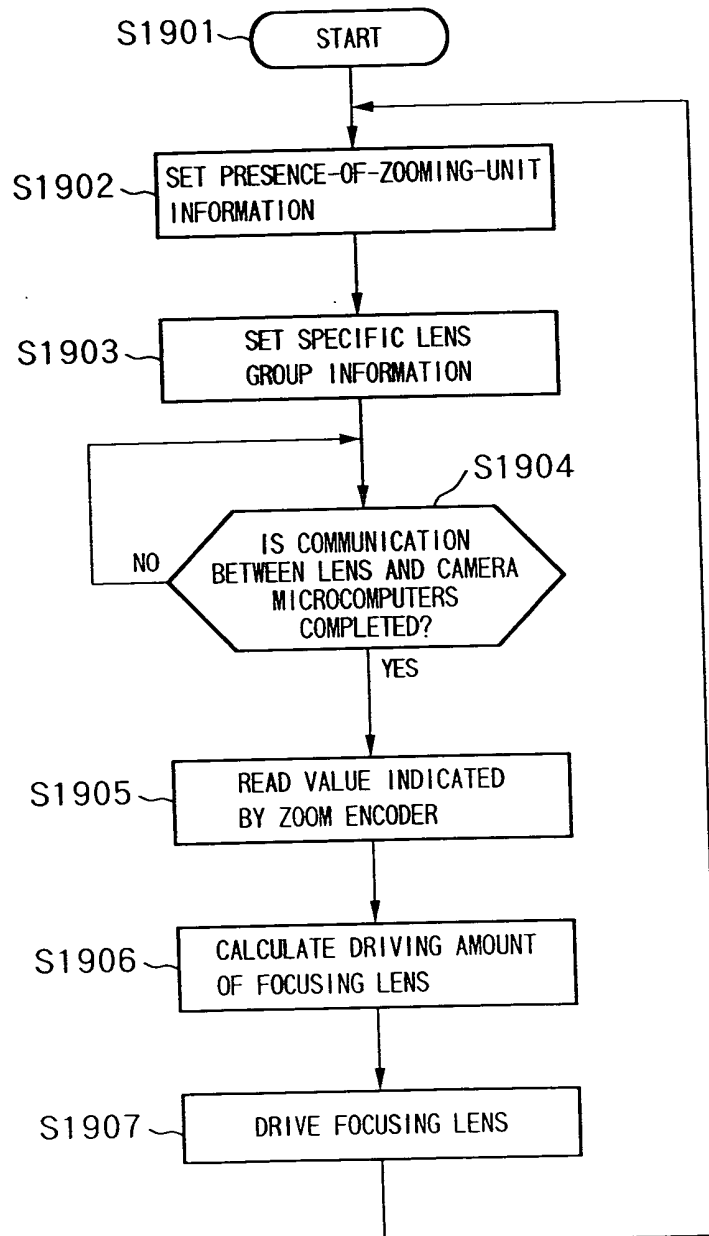 S1901
START
S1902
SET PRESENCE-OF-ZOOMING-UNIT
INFORMATION
S1903
SET SPECIFIC LENS
GROUP INFORMATION
S1904
IS COMMUNICATION
BETWEEN LENS AND CAMERA
MICROCOMPUTERS
COMPLETED?
NO
YES
S1905
READ VALUE INDICATED
BY ZOOM ENCODER
S1906
CALCULATE DRIVING AMOUNT
OF FOCUSING LENS
S1907
DRIVE FOCUSING LENS